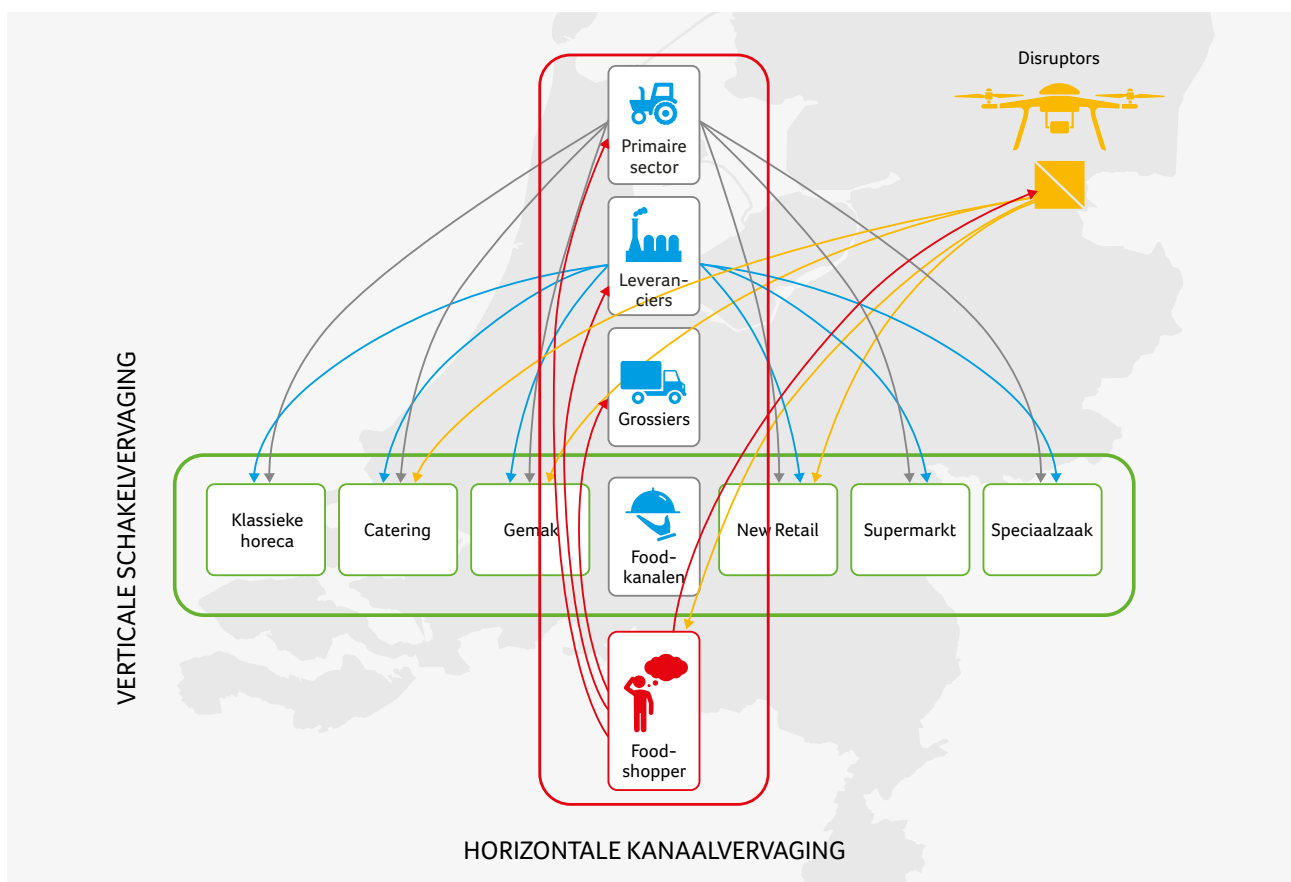 Disruptors
Primaire
sector
Leveran-
ciers
Grossiers
VERTICALE SCHAKELVERVAGING
Klassieke
horeca
Catering
Gemak
Food-
kanalen
New Retail
Supermarkt
Speciaalzaak
Food-
shopper
HORIZONTALE KANAALVERVAGING